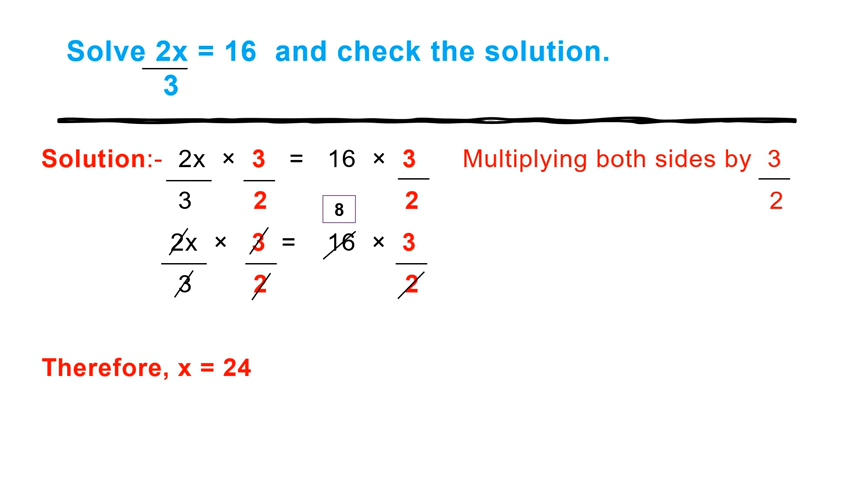 Solve 2x = 16 and check the solution.
3
Solution:- 2x × 3 = 16 × 3 Multiplying both sides by 3
3 2 2 2
8
2x × 3 = 16 × 3
3 2 2
Therefore, x = 24